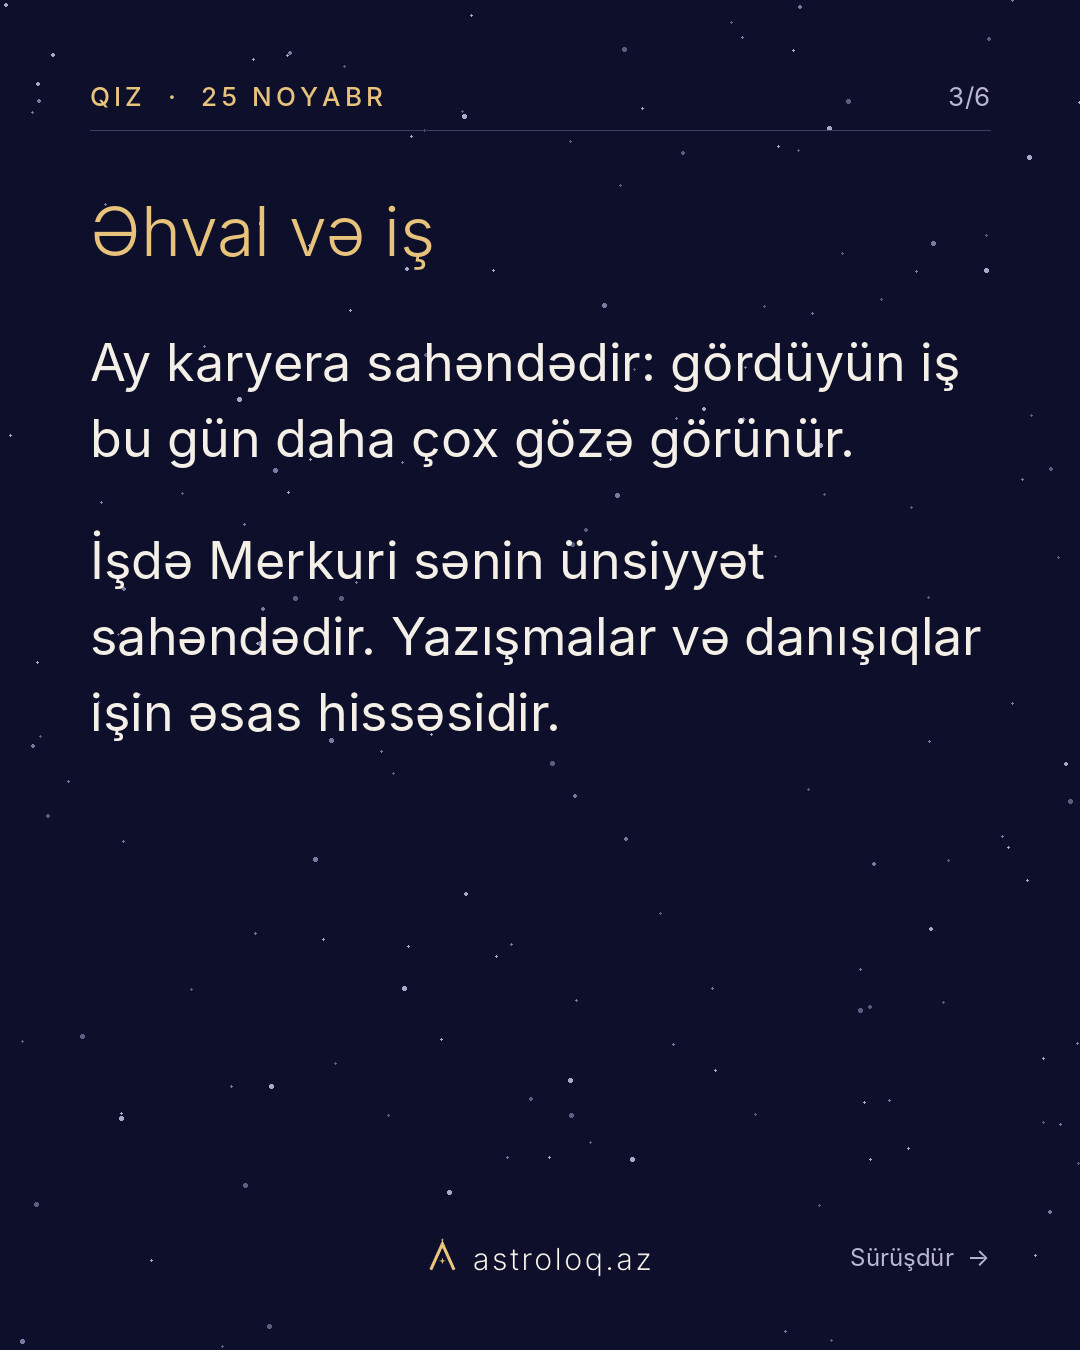 QIZ · 25 NOYABR
3/6
Əhval və iş
Ay karyera sahəndədir: gördüyün iş
bu gün daha çox gözə görünür.
İşdə Merkuri sənin ünsiyyət
sahəndədir. Yazışmalar və danışıqlar
işin əsas hissəsidir.
astroloq.az
Sürüşdür →